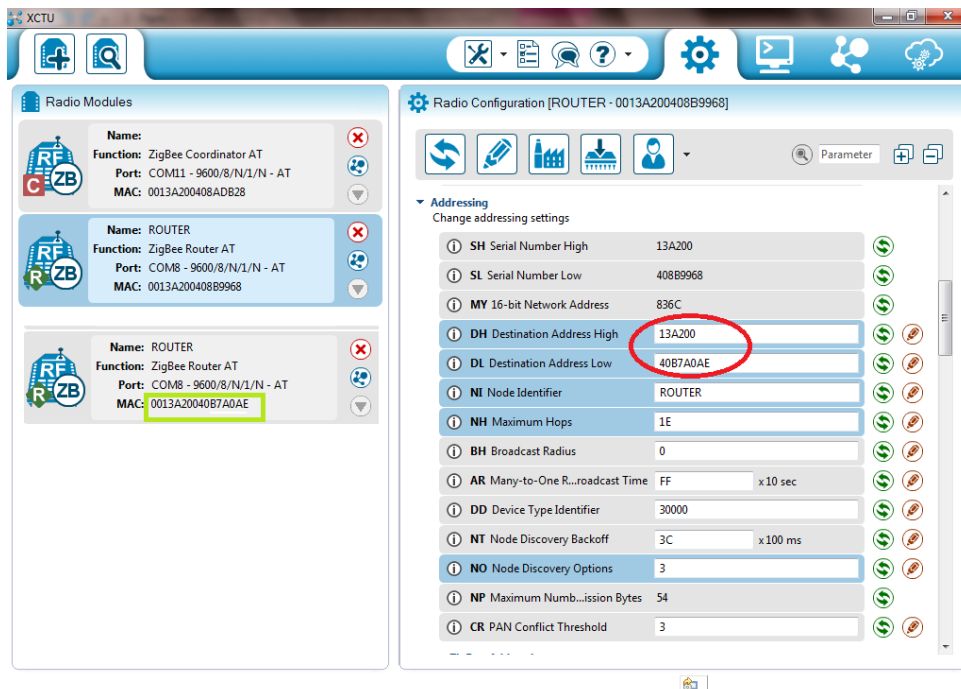 XCTU
Radio Modules
Name:
Function: ZigBee Coordinator AT
Port: COM11 - 9600/8/N/1/N - AT
MAC: 0013A200408ADB28
RF
C ZB
Name: ROUTER
Function: ZigBee Router AT
Port: COM8 - 9600/8/N/1/N - AT
MAC: 0013A200408B9968
RF
R ZB
Name: ROUTER
Function: ZigBee Router AT
Port: COM8 - 9600/8/N/1/N - AT
MAC: 0013A20040B7A0AE
RF
R ZB
Radio Configuration [ROUTER - 0013A200408B9968]
Parameter
Addressing
Change addressing settings
i SH Serial Number High 13A200
i SL Serial Number Low 408B9968
i MY 16-bit Network Address 836C
i DH Destination Address High 13A200
i DL Destination Address Low 40B7A0AE
i NI Node Identifier ROUTER
i NH Maximum Hops 1E
i BH Broadcast Radius 0
i AR Many-to-One R...roadcast Time FF x 10 sec
i DD Device Type Identifier 30000
i NT Node Discovery Backoff 3C x 100 ms
i NO Node Discovery Options 3
i NP Maximum Numb...ission Bytes 54
i CR PAN Conflict Threshold 3